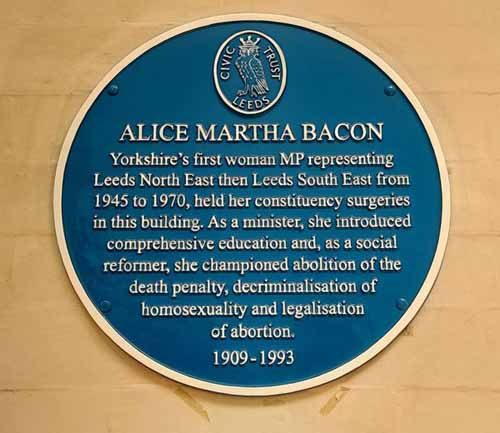 CIVIC TRUST
LEEDS
ALICE MARTHA BACON
Yorkshire's first woman MP representing
Leeds North East then Leeds South East from
1945 to 1970, held her constituency surgeries
in this building. As a minister, she introduced
comprehensive education and, as a social
reformer, she championed abolition of the
death penalty, decriminalisation of
homosexuality and legalisation
of abortion.
1909-1993